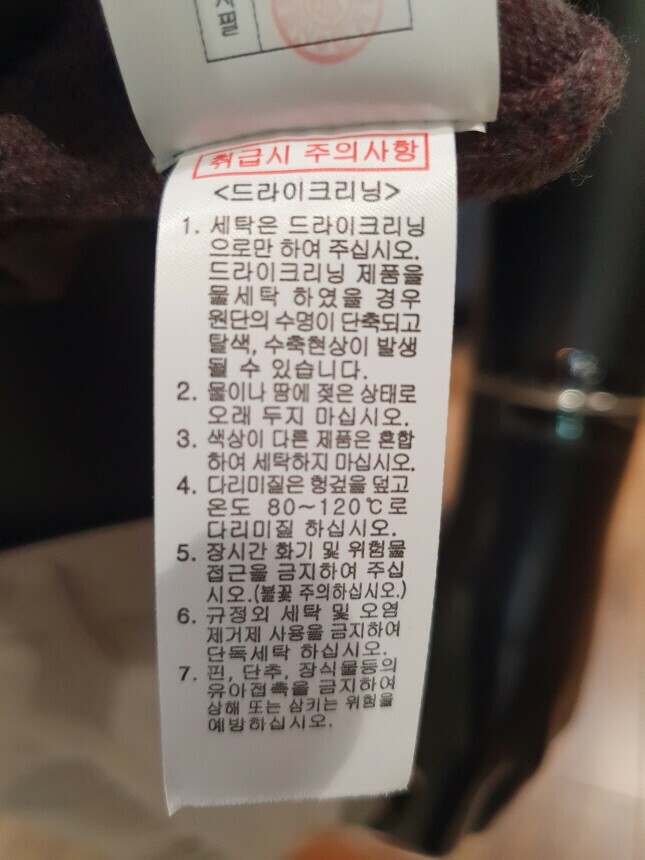 취급시 주의사항
<드라이크리닝>
1. 세탁은 드라이크리닝
으로만 하여 주십시오.
드라이크리닝 제품을
물세탁 하였을 경우
원단의 수명이 단축되고
탈색, 수축현상이 발생
될 수 있습니다.
2. 물이나 땀에 젖은 상태로
오래 두지 마십시오.
3. 색상이 다른 제품은 혼합
하여 세탁하지 마십시오.
4. 다리미질은 헝겊을 덮고
온도 80~120℃로
다리미질 하십시오.
5. 장시간 화기 및 위험물
접근을 금지하여 주십
시오.(불꽃 주의하십시오.)
6. 규정외 세탁 및 오염
제거제 사용을 금지하여
단독세탁 하십시오.
7. 핀, 단추, 장식물등의
유아접촉을 금지하여
상해 또는 삼키는 위험을
예방하십시오.